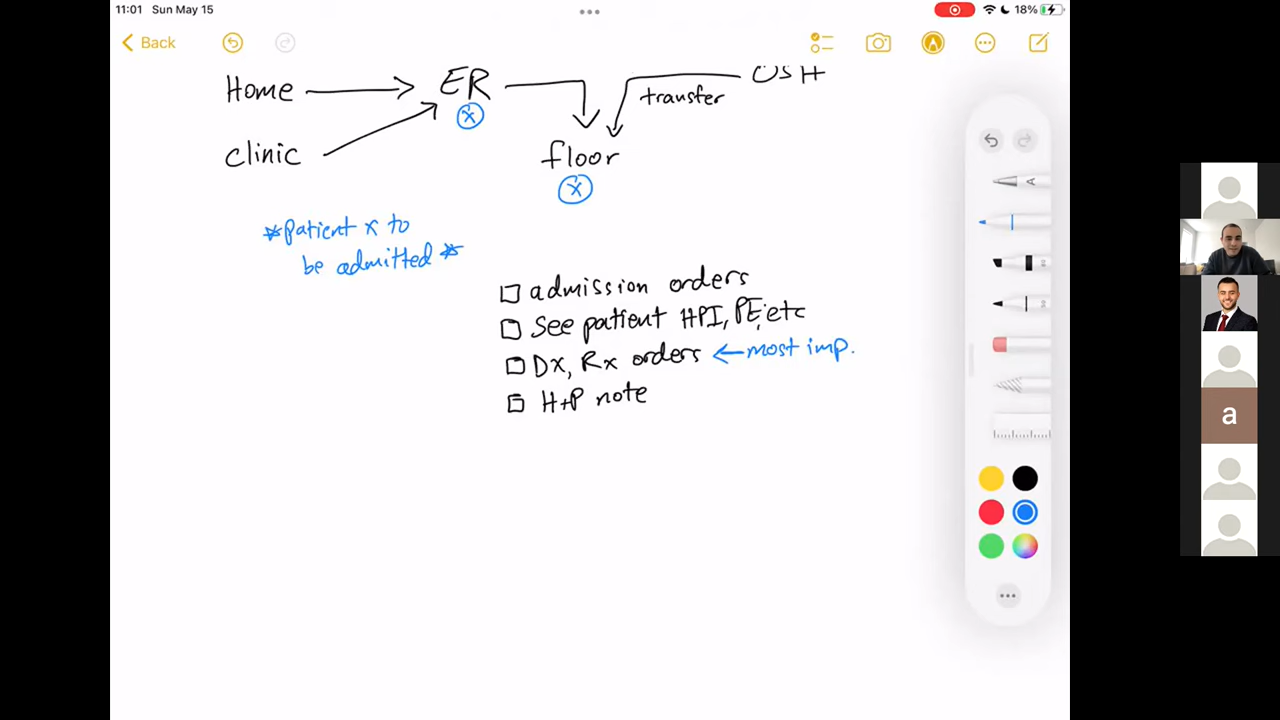 11:01 Sun May 15
18%
Back
Home
ER
OSH
transfer
x
clinic
floor
x
*patient x to
be admitted*
admission orders
See patient HPI, PE, etc
Dx, Rx orders ← most imp.
H+P note
A
a